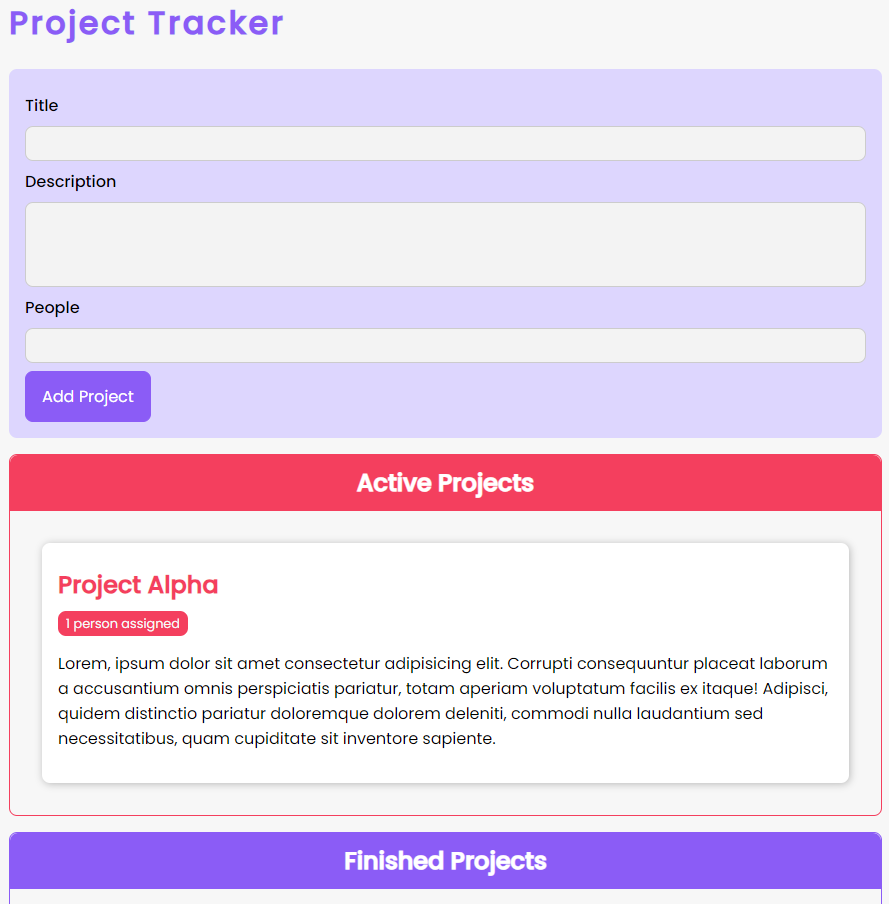 Project Tracker
Title
Description
People
Add Project
Active Projects
Project Alpha
1 person assigned
Lorem, ipsum dolor sit amet consectetur adipisicing elit. Corrupti consequuntur placeat laborum
a accusantium omnis perspiciatis pariatur, totam aperiam voluptatum facilis ex itaque! Adipisci,
quidem distinctio pariatur doloremque dolorem deleniti, commodi nulla laudantium sed
necessitatibus, quam cupiditate sit inventore sapiente.
Finished Projects